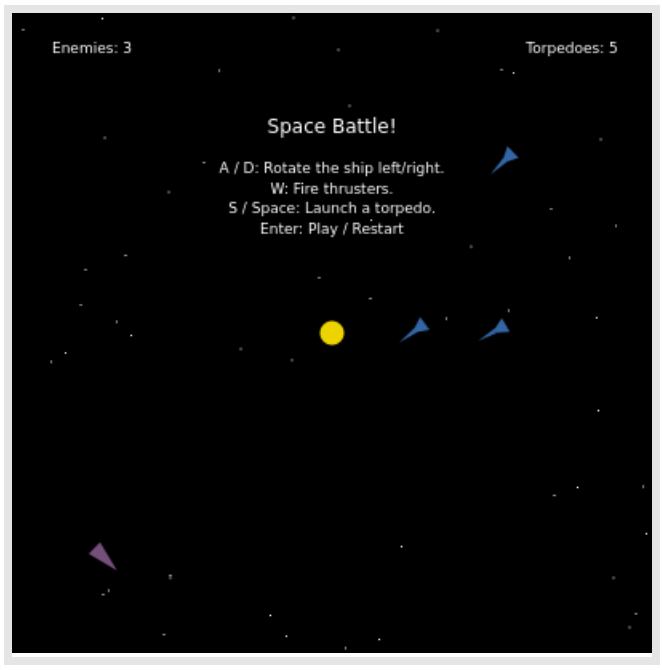 Enemies: 3
Torpedoes: 5
Space Battle!
A / D: Rotate the ship left/right.
W: Fire thrusters.
S / Space: Launch a torpedo.
Enter: Play / Restart